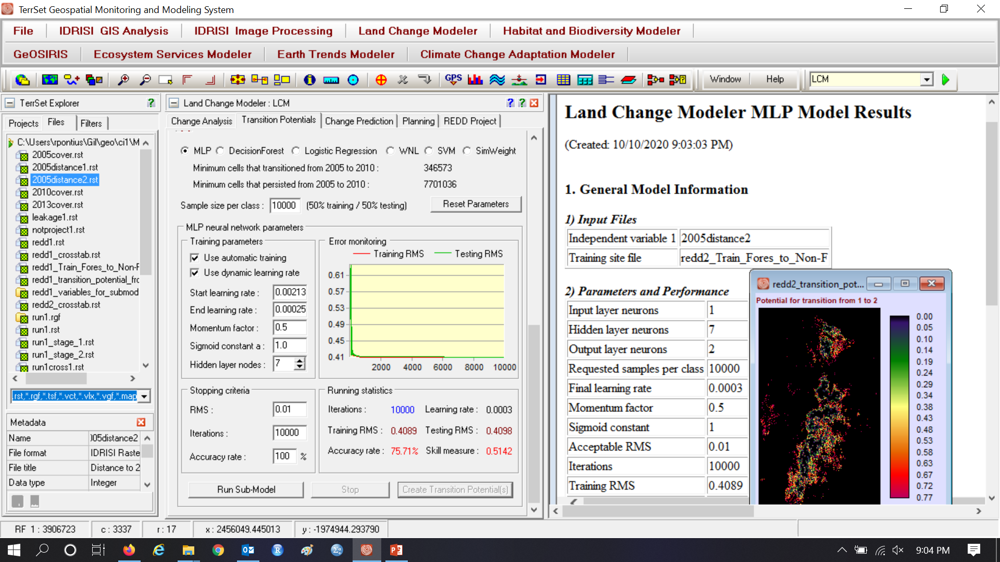 TerrSet Geospatial Monitoring and Modeling System
File IDRISI GIS Analysis IDRISI Image Processing Land Change Modeler Habitat and Biodiversity Modeler
GeOSIRIS Ecosystem Services Modeler Earth Trends Modeler Climate Change Adaptation Modeler
GPS Window Help LCM
TerrSet Explorer ?
Projects Files Filters
C:\Users\rpontius\Gil\geo\ci1\M
2005cover.rst
2005distance1.rst
2005distance2.rst
2010cover.rst
2013cover.rst
leakage1.rst
notproject1.rst
redd1.rst
redd1_crosstab.rst
redd1_Train_Fores_to_Non-F
redd1_transition_potential_frc
redd1_variables_for_submod
redd2_crosstab.rst
run1.rgf
run1.rst
run1_stage_1.rst
run1_stage_2.rst
run1cross1.rst
.rst,*.rgf,*.tsf,*.vct,*.vlx,*.vgf,*.map
Metadata
Name 005distance2
File format IDRISI Raste
File title Distance to 2
Data type Integer
Land Change Modeler : LCM ? ?
Change Analysis Transition Potentials Change Prediction Planning REDD Project
MLP DecisionForest Logistic Regression WNL SVM SimWeight
Minimum cells that transitioned from 2005 to 2010 : 346573
Minimum cells that persisted from 2005 to 2010 : 7701036
Sample size per class : 10000 (50% training / 50% testing) Reset Parameters
MLP neural network parameters
Training parameters
Use automatic training
Use dynamic learning rate
Start learning rate : 0.00213
End learning rate : 0.00025
Momentum factor : 0.5
Sigmoid constant a : 1.0
Hidden layer nodes : 7
Error monitoring
Training RMS Testing RMS
0.61
0.57
0.53
0.49
0.45
0.41
2000 4000 6000 8000 10000
Stopping criteria
RMS : 0.01
Iterations : 10000
Accuracy rate : 100 %
Running statistics
Iterations : 10000 Learning rate : 0.0003
Training RMS : 0.4089 Testing RMS : 0.4098
Accuracy rate : 75.71% Skill measure : 0.5142
Run Sub-Model Stop Create Transition Potential(s)
Land Change Modeler MLP Model Results
(Created: 10/10/2020 9:03:03 PM)
1. General Model Information
1) Input Files
Independent variable 1 2005distance2
Training site file redd2_Train_Fores_to_Non-F
2) Parameters and Performance
Input layer neurons 1
Hidden layer neurons 7
Output layer neurons 2
Requested samples per class 10000
Final learning rate 0.0003
Momentum factor 0.5
Sigmoid constant 1
Acceptable RMS 0.01
Iterations 10000
Training RMS 0.4089
redd2_transition_pot...
Potential for transition from 1 to 2
0.00
0.05
0.10
0.14
0.19
0.24
0.29
0.34
0.38
0.43
0.48
0.53
0.58
0.63
0.67
0.72
0.77
RF 1 : 3906723 c : 3337 r : 17 x : 2456049.445013 y : -1974944.293790
9:04 PM